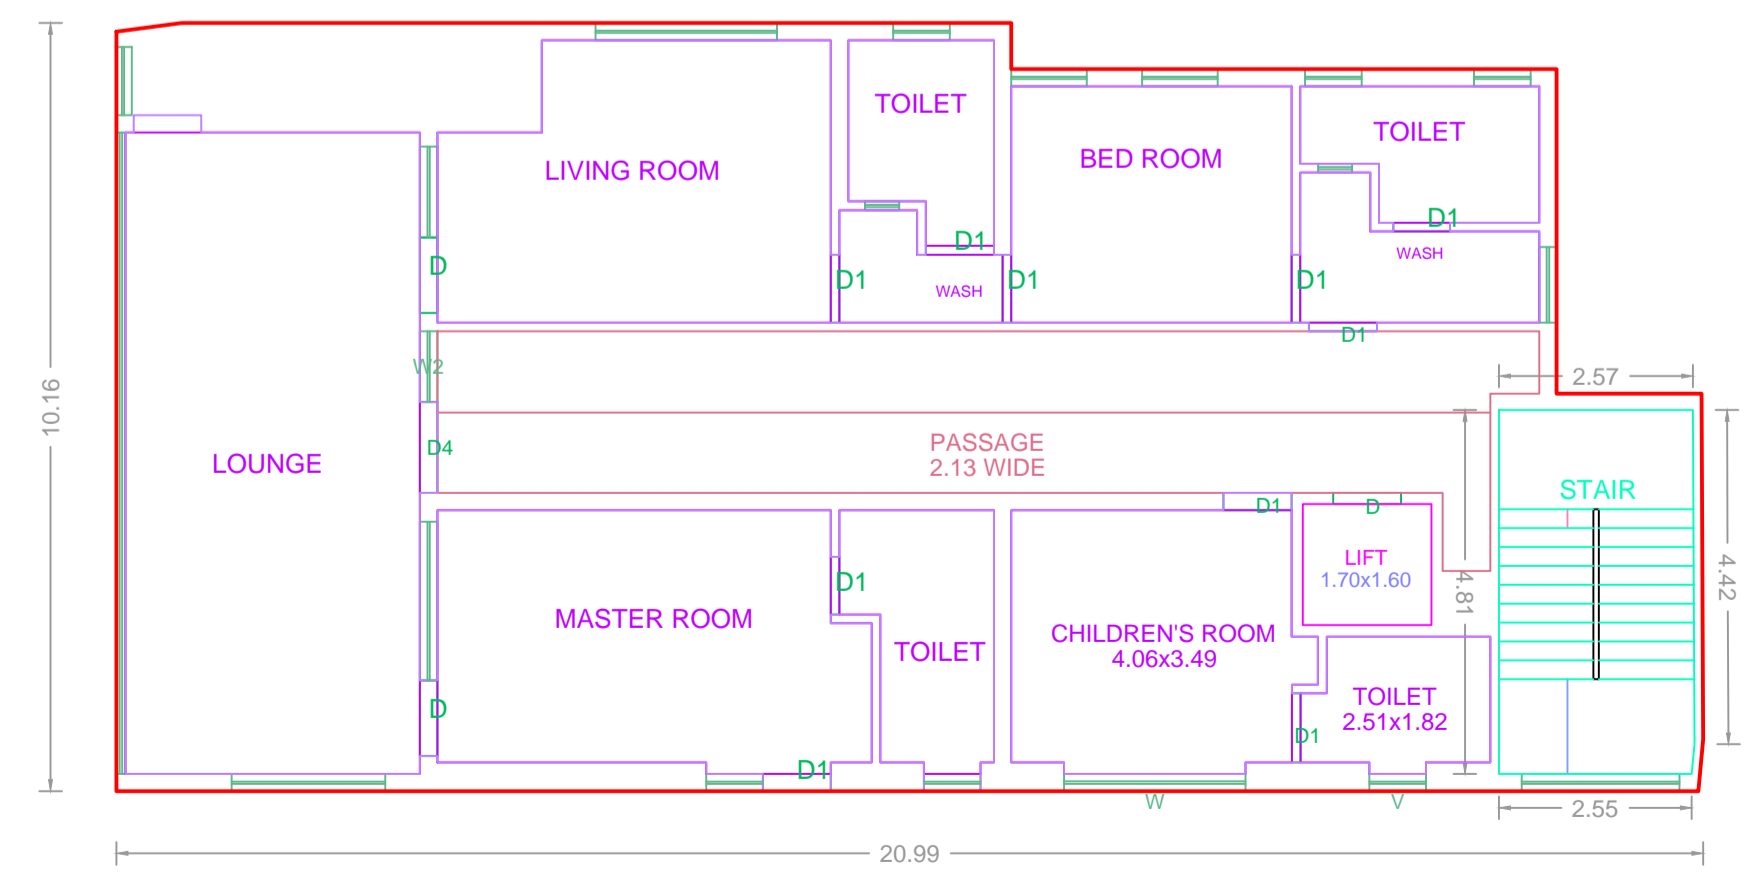 TOILET
TOILET
BED ROOM
LIVING ROOM
D1
D1
WASH
D
D1
D1
D1
WASH
D1
W2
2.57
10.16
D4
PASSAGE
2.13 WIDE
LOUNGE
STAIR
D1
D
LIFT
1.70x1.60
4.81
4.42
D1
MASTER ROOM
CHILDREN'S ROOM
4.06x3.49
TOILET
TOILET
2.51x1.82
D
D1
D1
W
V
2.55
20.99